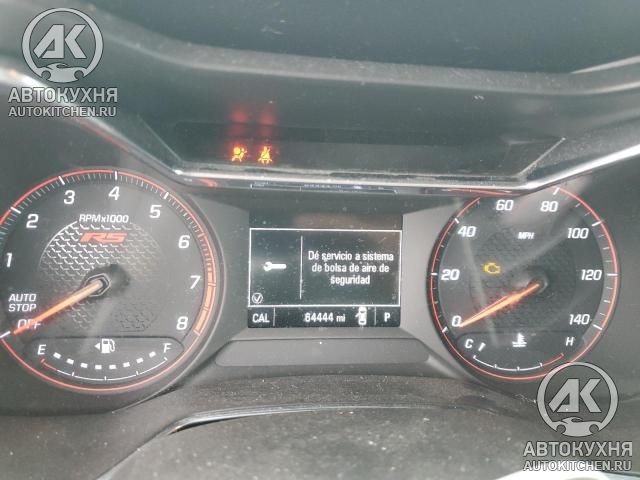 АК
АВТОКУХНЯ
AUTOKITCHEN.RU
1 2 3 4 5 6 7 8
RPMx1000
RS
AUTO
STOP
OFF
E F
Dé servicio a sistema
de bolsa de aire de
seguridad
CAL 84444 mi P
0 20 40 60 80 100 120 140
MPH
C H
АК
АВТОКУХНЯ
AUTOKITCHEN.RU